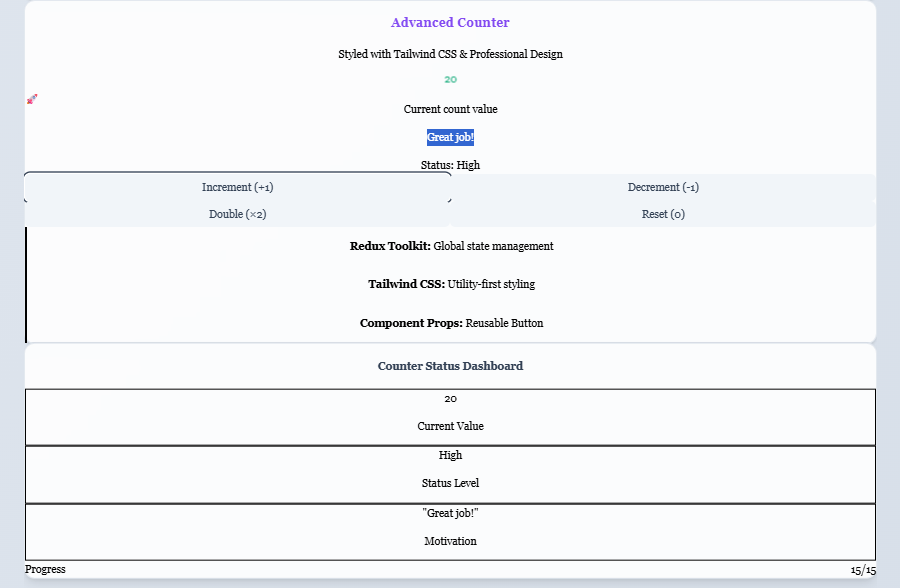 Advanced Counter
Styled with Tailwind CSS & Professional Design
20
🚀
Current count value
Great job!
Status: High
Increment (+1)
Decrement (-1)
Double (×2)
Reset (0)
Redux Toolkit: Global state management
Tailwind CSS: Utility-first styling
Component Props: Reusable Button
Counter Status Dashboard
20
Current Value
High
Status Level
"Great job!"
Motivation
Progress
15/15